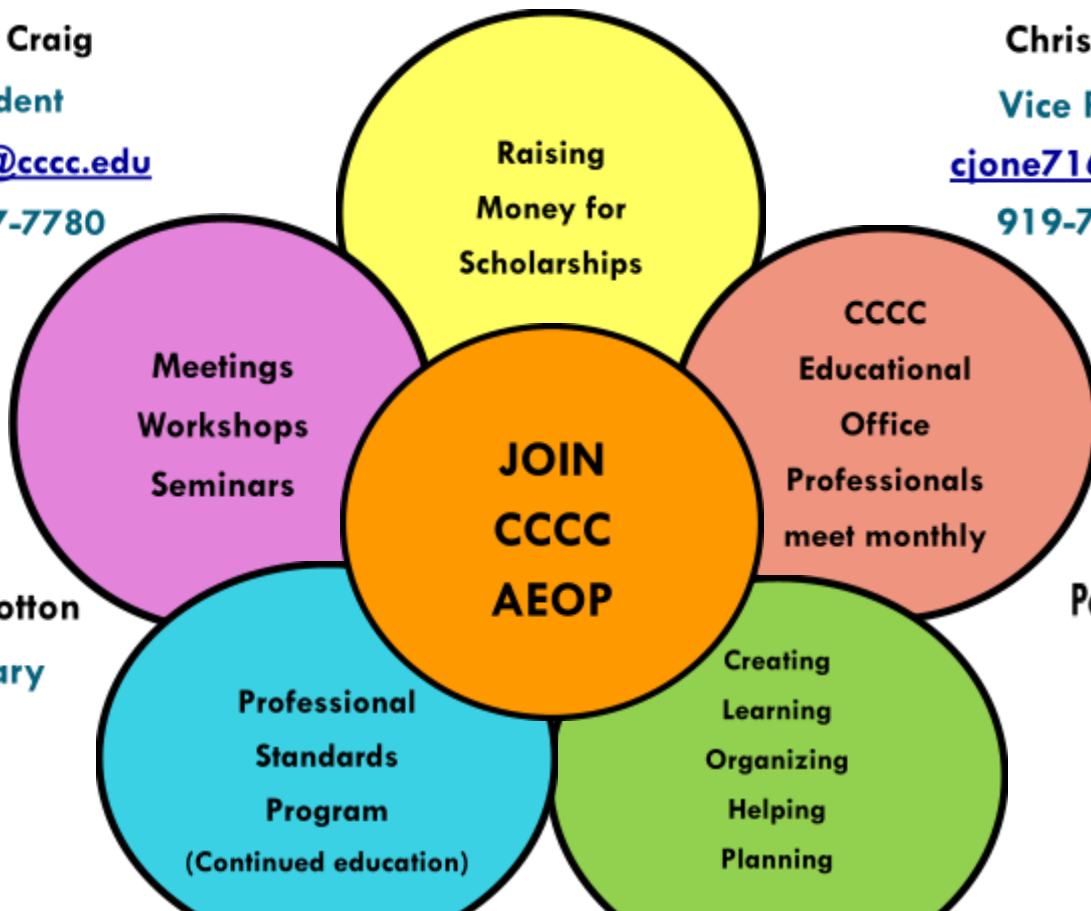 Craig
dent
@cccc.edu
7-7780
Chris
Vice
cjone716
919-7
Raising
Money for
Scholarships
Meetings
Workshops
Seminars
CCCC
Educational
Office
Professionals
meet monthly
JOIN
CCCC
AEOP
otton
ary
Professional
Standards
Program
(Continued education)
Creating
Learning
Organizing
Helping
Planning